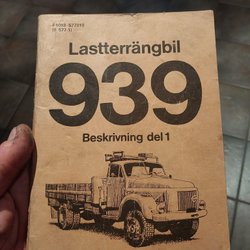 Lastterrängbil
939
Beskrivning del 1